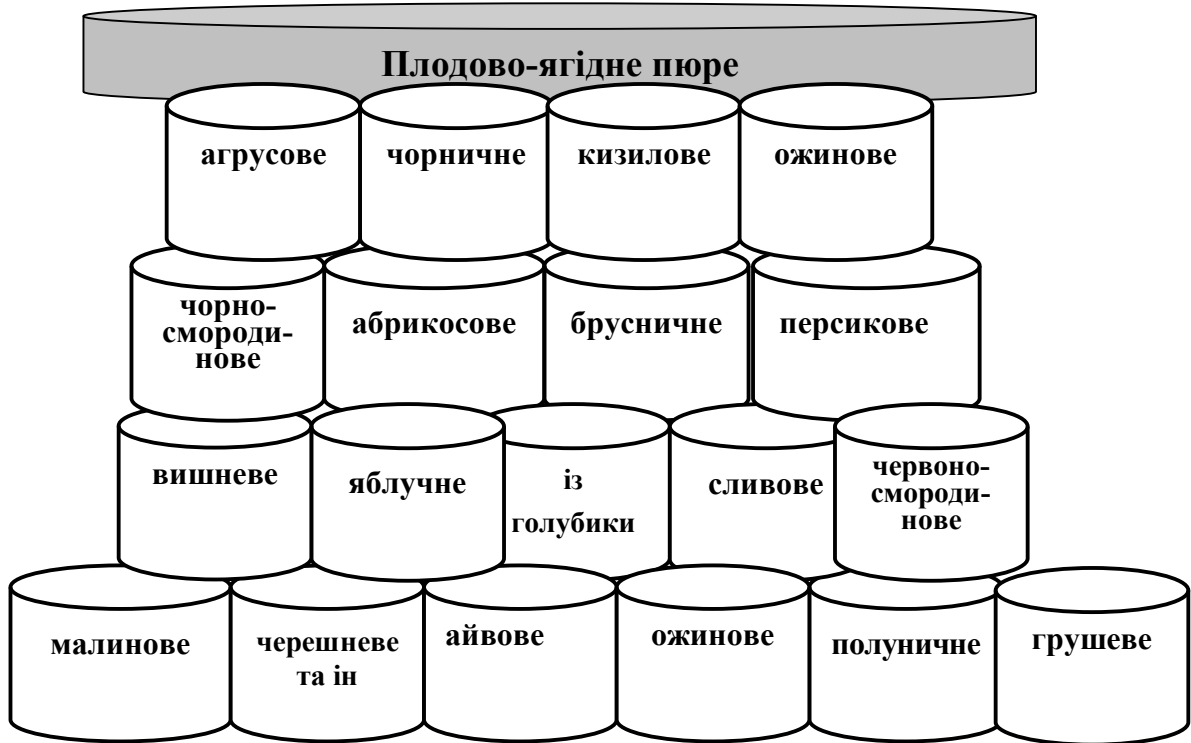 Плодово-ягідне пюре
агрусове
чорничне
кизилове
ожинове
чорно-
смороди-
нове
абрикосове
брусничне
персикове
вишневе
яблучне
із
голубики
сливове
червоно-
смороди-
нове
малинове
черешневе
та ін
айвове
ожинове
полуничне
грушеве